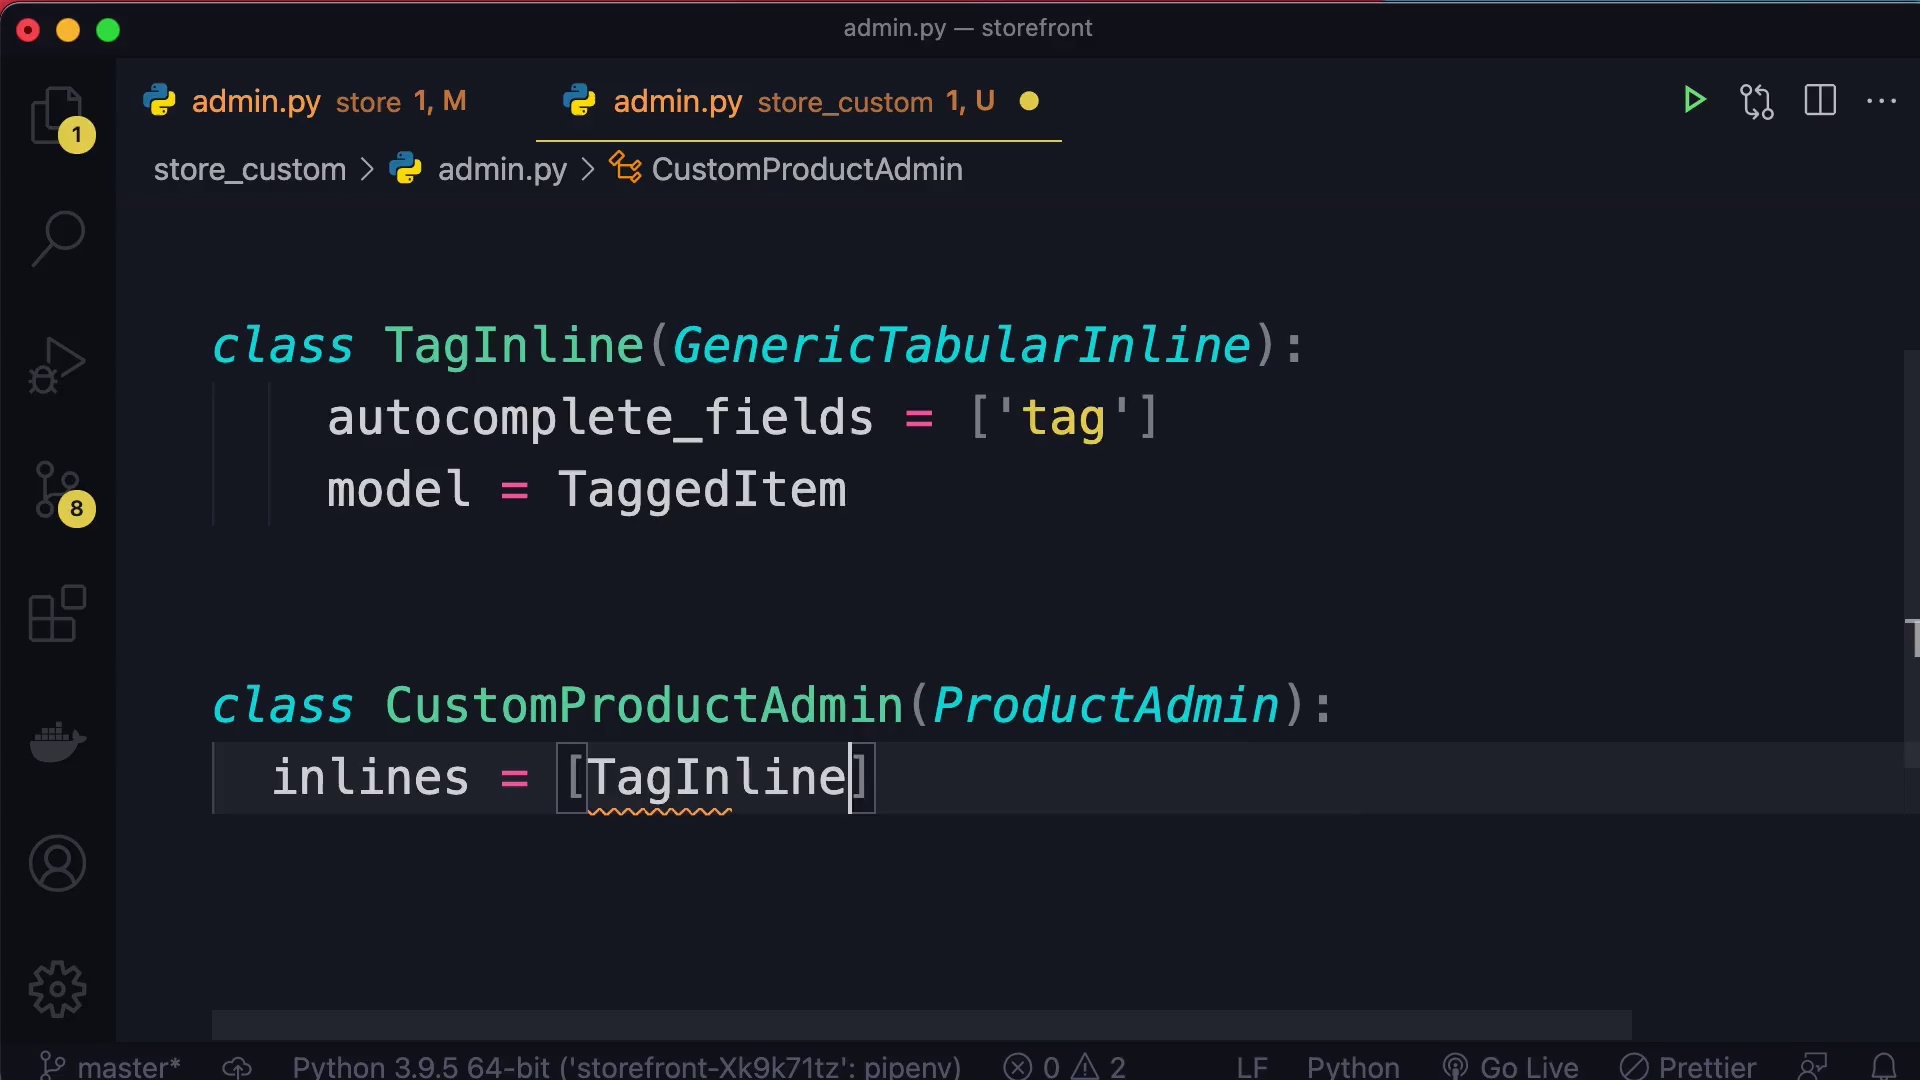 admin.py — storefront
admin.py store 1, M
admin.py store_custom 1, U
1
store_custom > admin.py > CustomProductAdmin
class TagInline(GenericTabularInline):
autocomplete_fields = ['tag']
model = TaggedItem
8
class CustomProductAdmin(ProductAdmin):
inlines = [TagInline]
master* Python 3.9.5 64-bit ('storefront-Xk9k71tz': pipenv) 0 2 LF Python Go Live Prettier